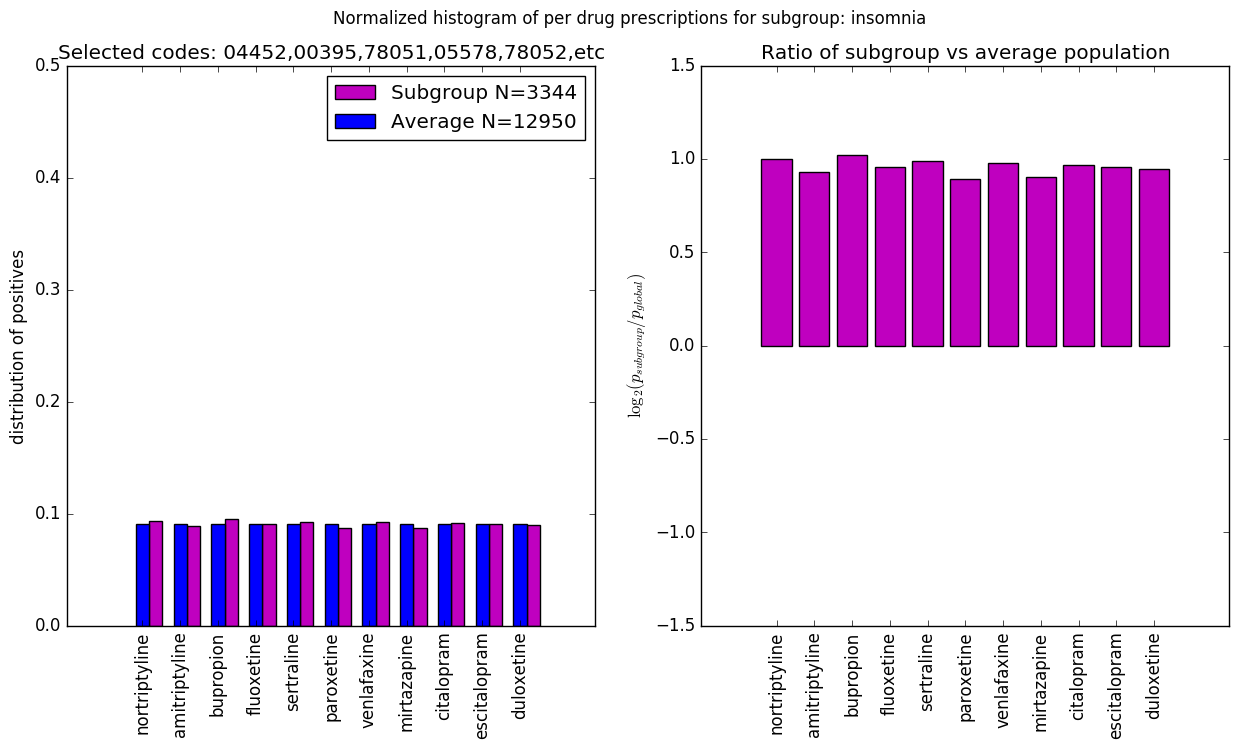 Normalized histogram of per drug prescriptions for subgroup: insomnia
Selected codes: 04452,00395,78051,05578,78052,etc
Subgroup N=3344
Average N=12950
distribution of positives
0.5
0.4
0.3
0.2
0.1
0.0
nortriptyline
amitriptyline
bupropion
fluoxetine
sertraline
paroxetine
venlafaxine
mirtazapine
citalopram
escitalopram
duloxetine
Ratio of subgroup vs average population
log₂(p_subgroup/p_global)
1.5
1.0
0.5
0.0
−0.5
−1.0
−1.5
nortriptyline
amitriptyline
bupropion
fluoxetine
sertraline
paroxetine
venlafaxine
mirtazapine
citalopram
escitalopram
duloxetine